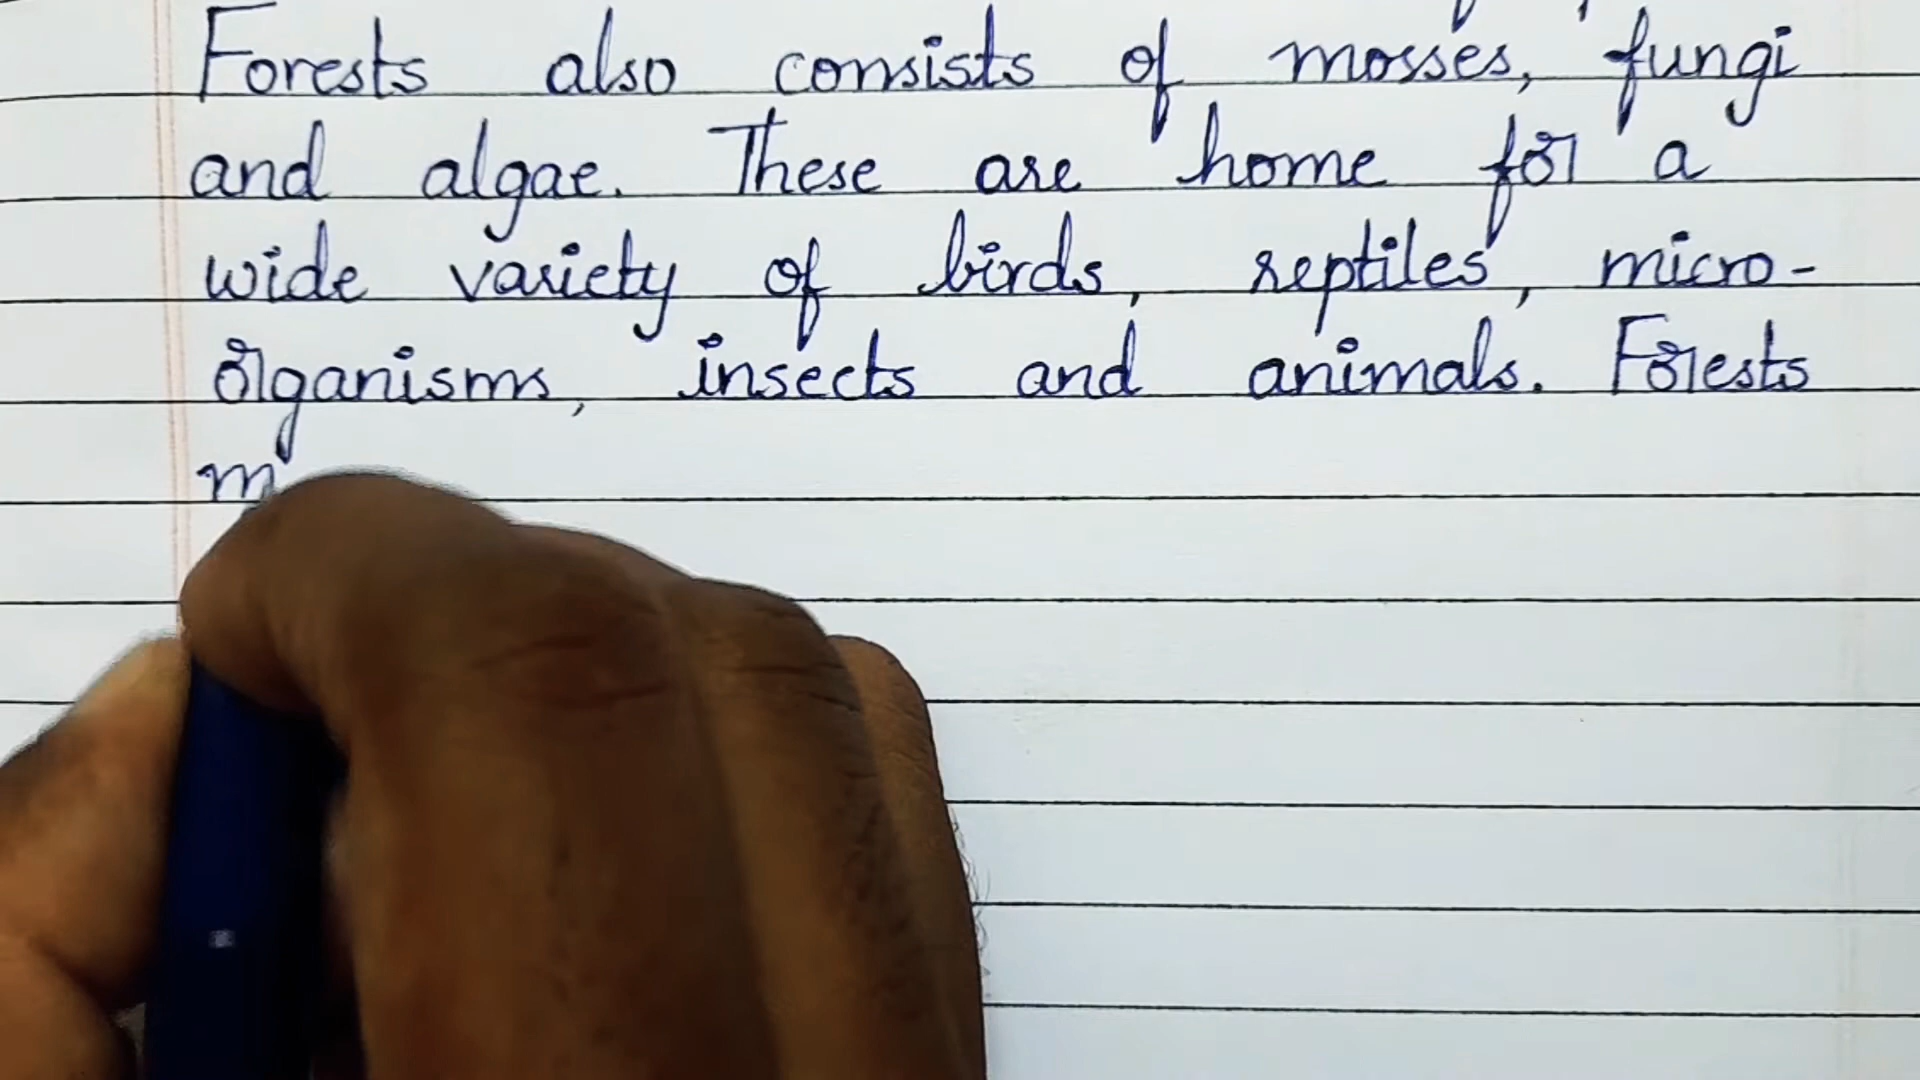 Forests also consists of mosses, fungi
and algae. These are home for a
wide variety of birds, reptiles, micro-
organisms, insects and animals. Forests
m